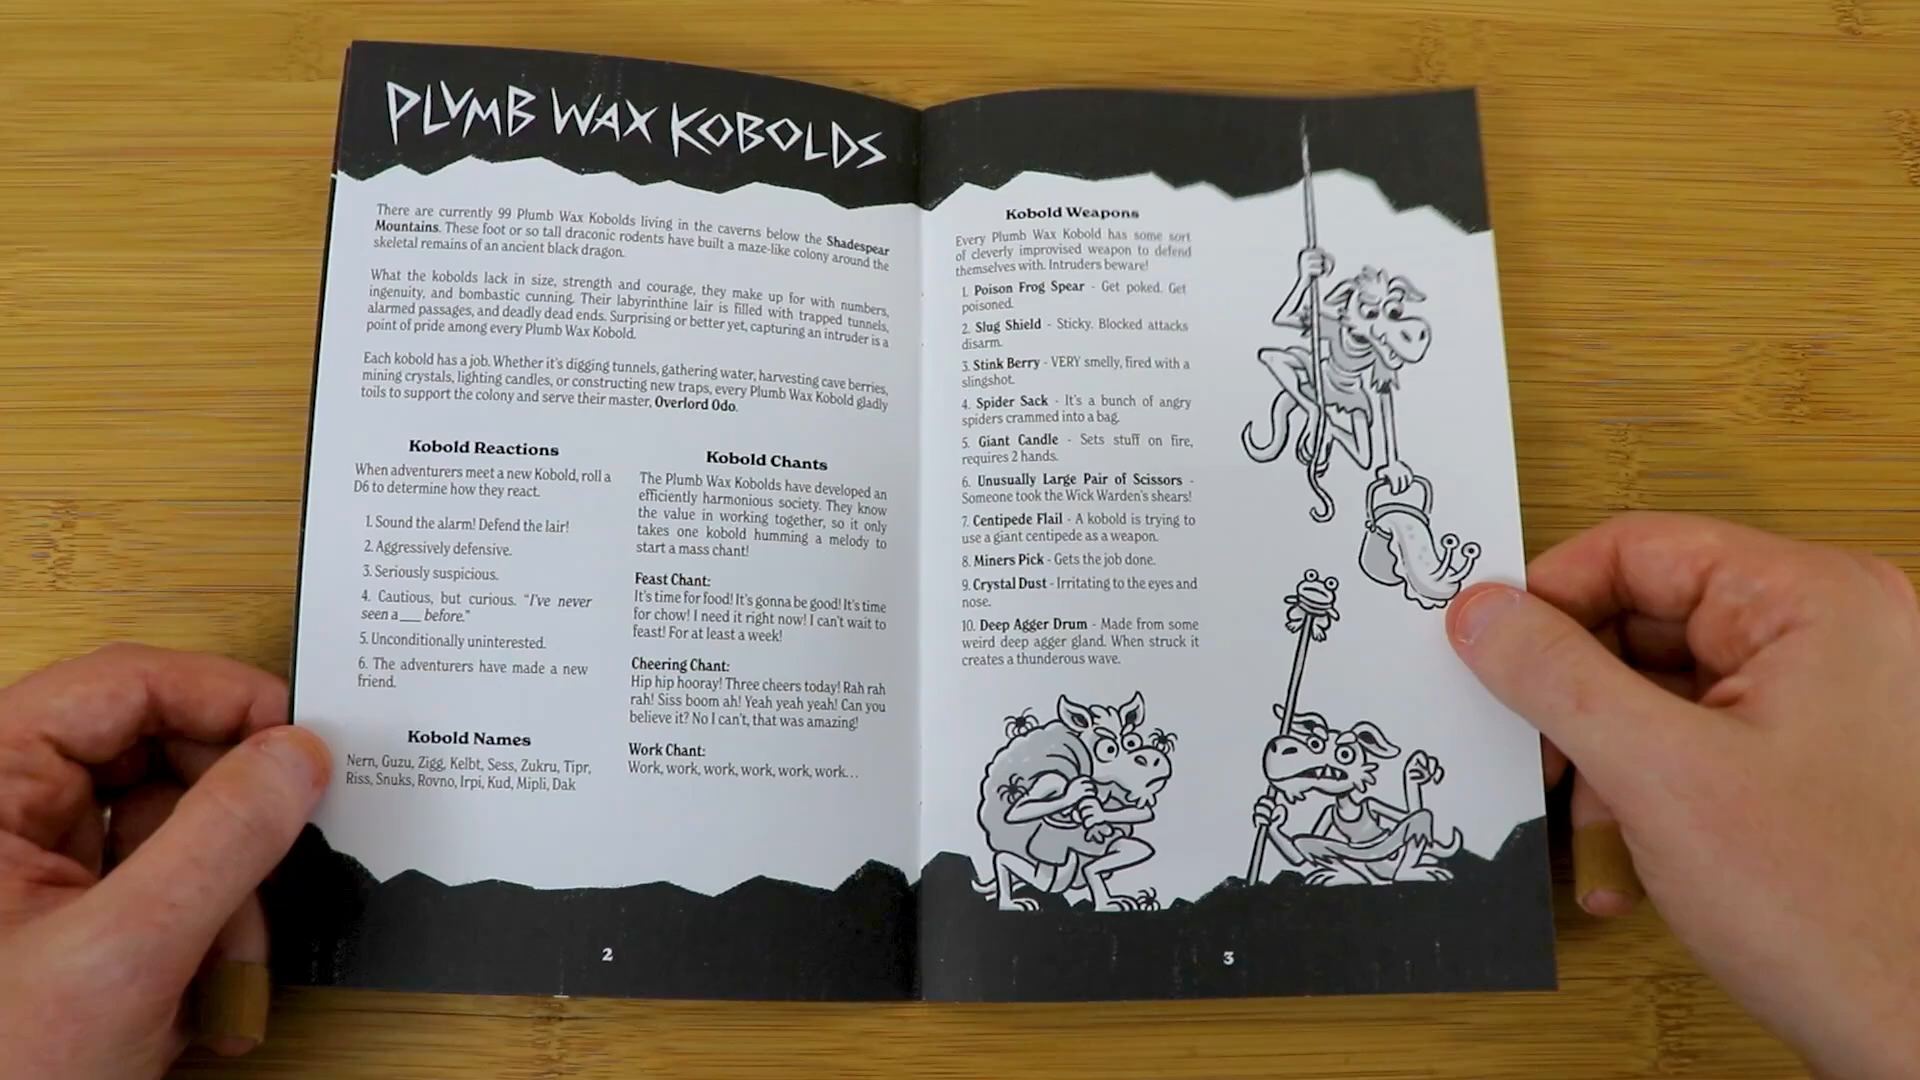 PLUMB WAX KOBOLDS
There are currently 99 Plumb Wax Kobolds living in the caverns below the Shadespear
Mountains. These foot or so tall draconic rodents have built a maze-like colony around the
skeletal remains of an ancient black dragon.
What the kobolds lack in size, strength and courage, they make up for with numbers,
ingenuity, and bombastic cunning. Their labyrinthine lair is filled with trapped tunnels,
alarmed passages, and deadly dead ends. Surprising or better yet, capturing an intruder is a
point of pride among every Plumb Wax Kobold.
Each kobold has a job. Whether it's digging tunnels, gathering water, harvesting cave berries,
mining crystals, lighting candles, or constructing new traps, every Plumb Wax Kobold gladly
toils to support the colony and serve their master, Overlord Odo.
Kobold Reactions
When adventurers meet a new Kobold, roll a
D6 to determine how they react.
1. Sound the alarm! Defend the lair!
2. Aggressively defensive.
3. Seriously suspicious.
4. Cautious, but curious. "I've never
seen a___ before."
5. Unconditionally uninterested.
6. The adventurers have made a new
friend.
Kobold Names
Nern, Guzu, Zigg, Kelbt, Sess, Zukru, Tipr,
Riss, Snuks, Rovno, Irpi, Kud, Mipli, Dak
Kobold Chants
The Plumb Wax Kobolds have developed an
efficiently harmonious society. They know
the value in working together, so it only
takes one kobold humming a melody to
start a mass chant!
Feast Chant:
It's time for food! It's gonna be good! It's time
for chow! I need it right now! I can't wait to
feast! For at least a week!
Cheering Chant:
Hip hip hooray! Three cheers today! Rah rah
rah! Siss boom ah! Yeah yeah yeah! Can you
believe it? No I can't, that was amazing!
Work Chant:
Work, work, work, work, work, work...
2
Kobold Weapons
Every Plumb Wax Kobold has some sort
of cleverly improvised weapon to defend
themselves with. Intruders beware!
1. Poison Frog Spear - Get poked. Get
poisoned.
2. Slug Shield - Sticky. Blocked attacks
disarm.
3. Stink Berry - VERY smelly, fired with a
slingshot.
4. Spider Sack - It's a bunch of angry
spiders crammed into a bag.
5. Giant Candle - Sets stuff on fire,
requires 2 hands.
6. Unusually Large Pair of Scissors -
Someone took the Wick Warden's shears!
7. Centipede Flail - A kobold is trying to
use a giant centipede as a weapon.
8. Miners Pick - Gets the job done.
9. Crystal Dust - Irritating to the eyes and
nose.
10. Deep Agger Drum - Made from some
weird deep agger gland. When struck it
creates a thunderous wave.
3